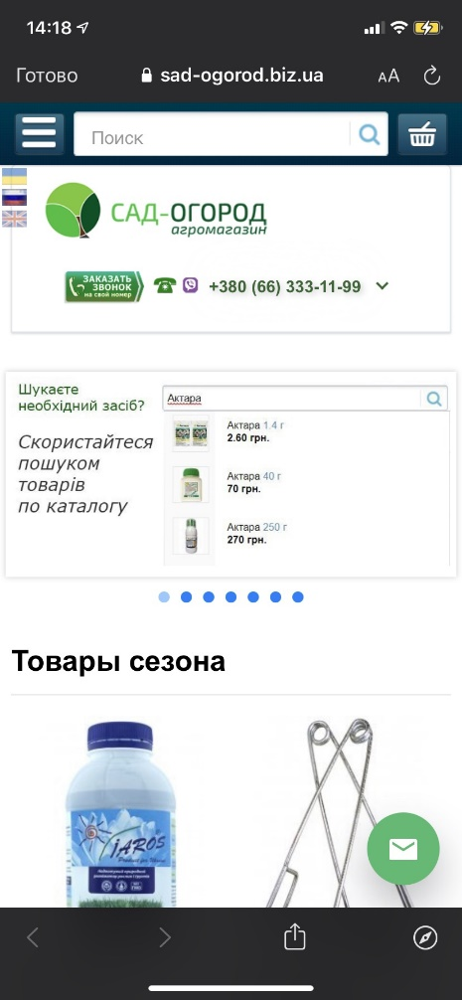 14:18
Готово
sad-ogorod.biz.ua
AA
Поиск
САД-ОГОРОД
агромагазин
ЗАКАЗАТЬ
ЗВОНОК
на свой номер
+380 (66) 333-11-99
Шукаєте
необхідний засіб?
Скористайтеся
пошуком
товарів
по каталогу
Актара
Актара 1.4 г
2.60 грн.
Актара 40 г
70 грн.
Актара 250 г
270 грн.
Товары сезона
JAROS